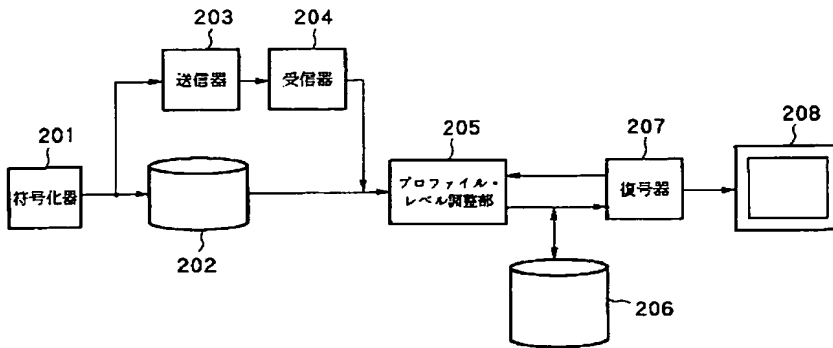 203
204
送信器
受信器
201
205
207
208
符号化器
プロファイル・
レベル調整部
復号器
202
206